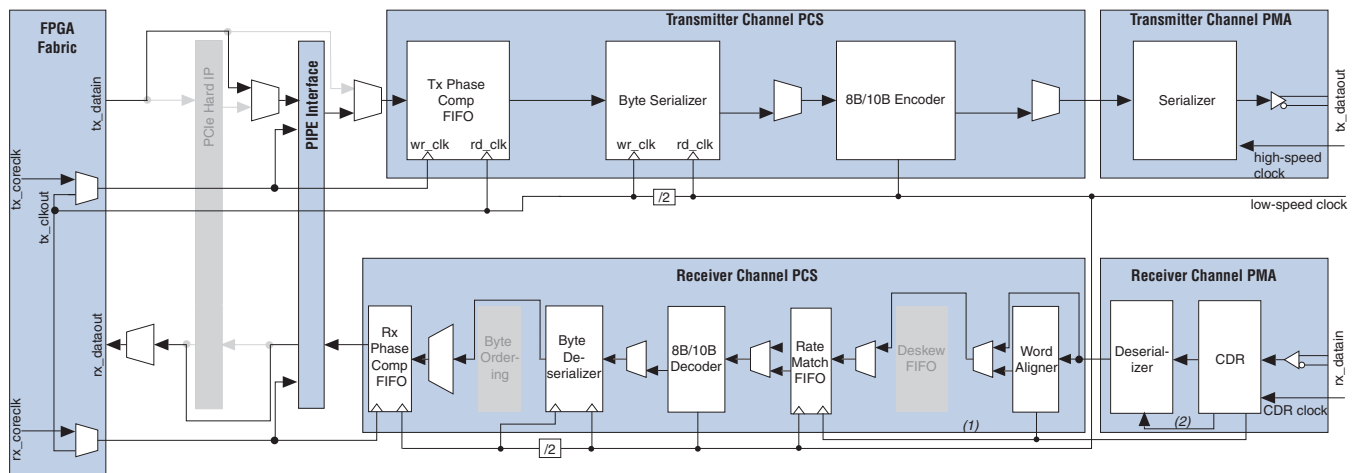 FPGA
Fabric
Transmitter Channel PCS
Transmitter Channel PMA
tx_datain
PCIe Hard IP
PIPE Interface
Tx Phase
Comp
FIFO
wr_clk
rd_clk
Byte Serializer
wr_clk
rd_clk
8B/10B Encoder
Serializer
tx_dataout
high-speed
clock
tx_coreclk
tx_clkout
/2
low-speed clock
Receiver Channel PCS
Receiver Channel PMA
rx_dataout
Rx
Phase
Comp
FIFO
Byte
Order-
ing
Byte
De-
serializer
8B/10B
Decoder
Rate
Match
FIFO
Deskew
FIFO
Word
Aligner
Deserial-
izer
CDR
rx_datain
CDR clock
rx_coreclk
/2
(1)
(2)